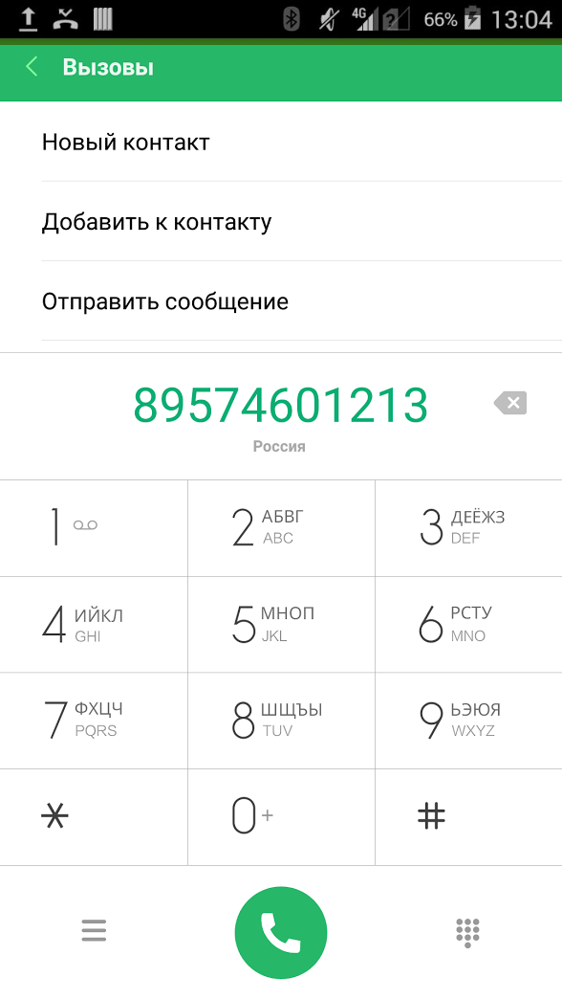 4G 66% 13:04
Вызовы
Новый контакт
Добавить к контакту
Отправить сообщение
89574601213
Россия
1 2 АБВГ 3 ДЕЁЖЗ
ABC DEF
4 ИЙКЛ 5 МНОП 6 РСТУ
GHI JKL MNO
7 ФХЦЧ 8 ШЩЪЫ 9 ЬЭЮЯ
PQRS TUV WXYZ
* 0 + #